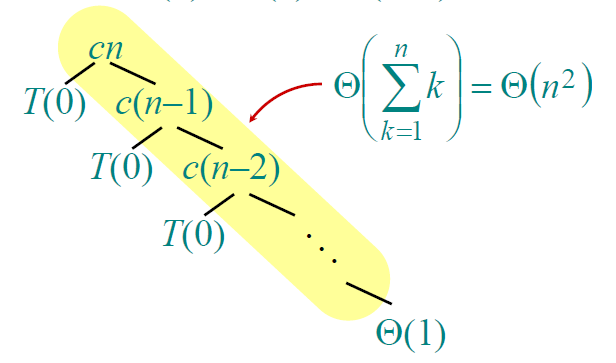 cn
T(0) c(n–1)
T(0) c(n–2)
T(0) ...
Θ(1)
Θ(∑_{k=1}^{n} k) = Θ(n²)